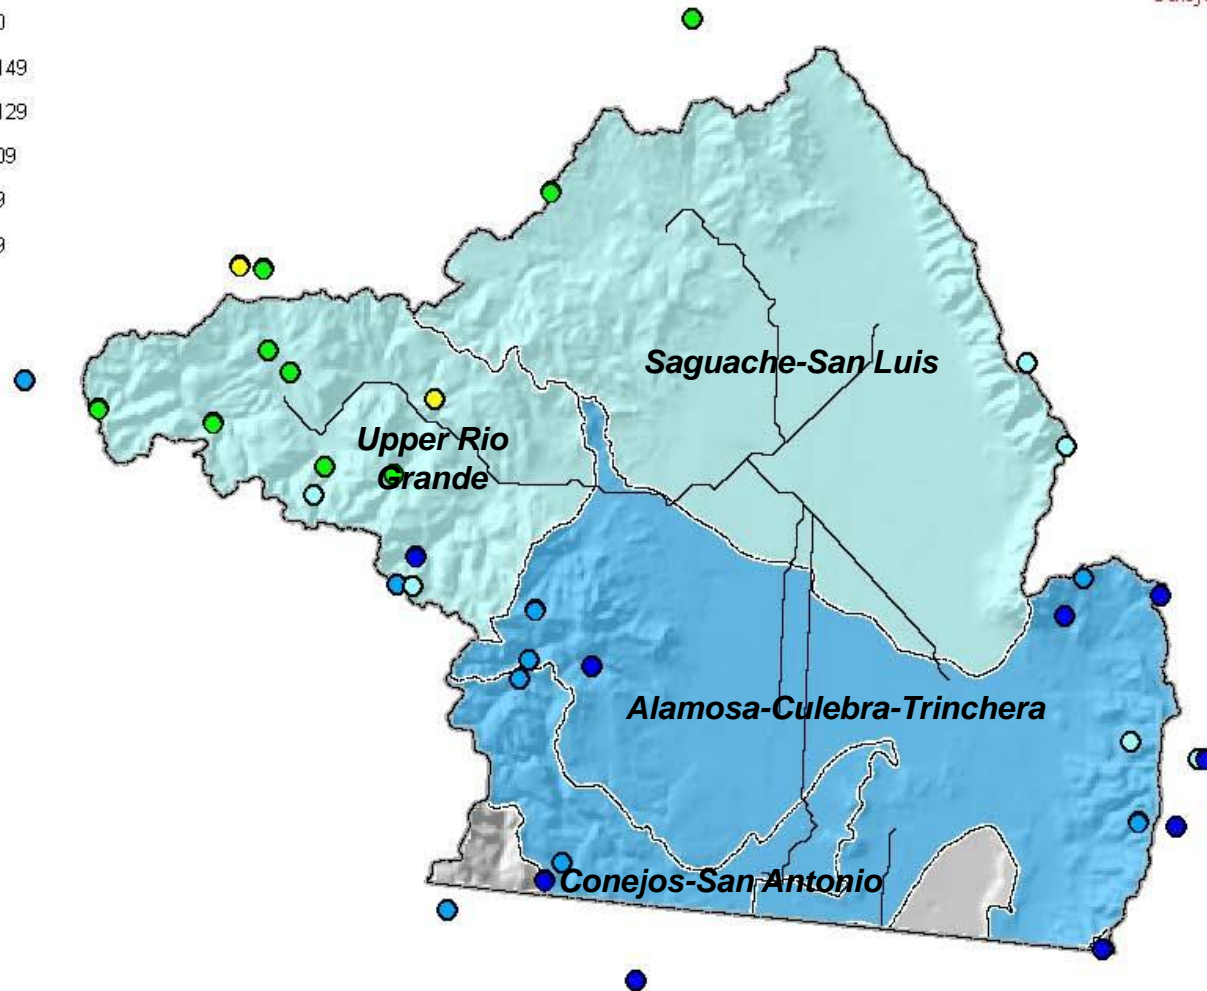 149
129
Saguache-San Luis
Upper Rio
Grande
Alamosa-Culebra-Trinchera
Conejos-San Antonio